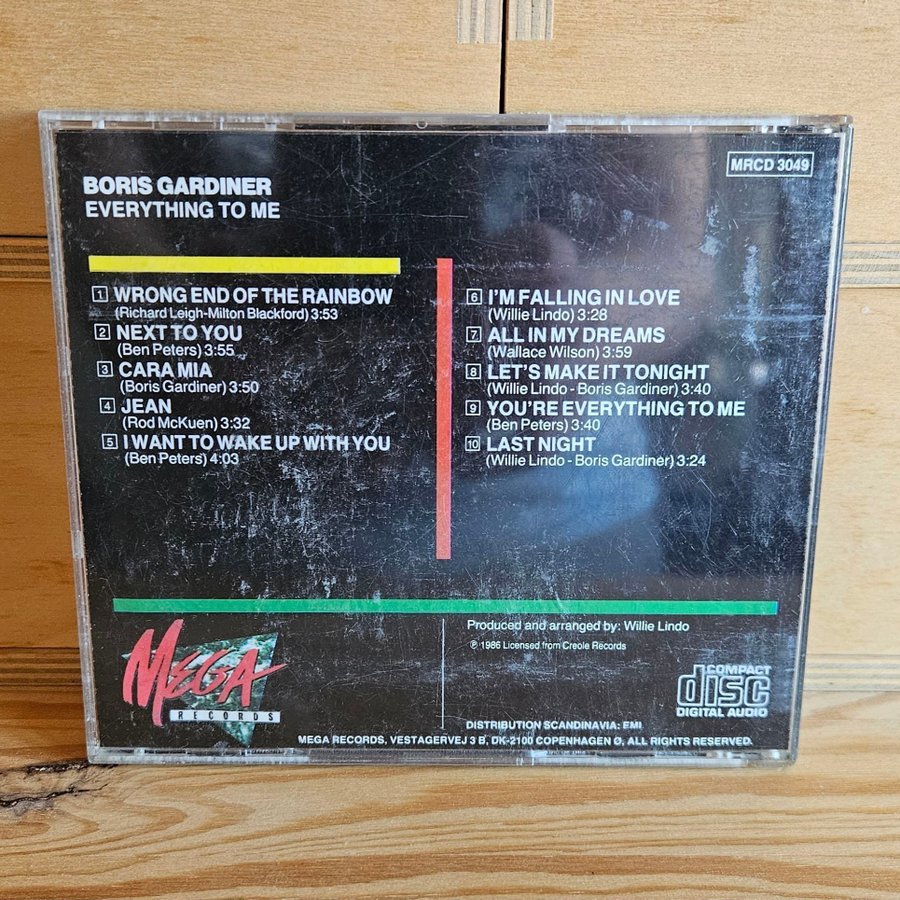 MRCD 3049
BORIS GARDINER
EVERYTHING TO ME
1 WRONG END OF THE RAINBOW
(Richard Leigh-Milton Blackford) 3:53
2 NEXT TO YOU
(Ben Peters) 3:55
3 CARA MIA
(Boris Gardiner) 3:50
4 JEAN
(Rod McKuen) 3:32
5 I WANT TO WAKE UP WITH YOU
(Ben Peters) 4:03
6 I'M FALLING IN LOVE
(Willie Lindo) 3:28
7 ALL IN MY DREAMS
(Wallace Wilson) 3:59
8 LET'S MAKE IT TONIGHT
(Willie Lindo - Boris Gardiner) 3:40
9 YOU'RE EVERYTHING TO ME
(Ben Peters) 3:40
10 LAST NIGHT
(Willie Lindo - Boris Gardiner) 3:24
MEGA
RECORDS
Produced and arranged by: Willie Lindo
℗ 1986 Licensed from Creole Records
COMPACT
disc
DIGITAL AUDIO
DISTRIBUTION SCANDINAVIA: EMI
MEGA RECORDS, VESTAGERVEJ 3 B, DK-2100 COPENHAGEN Ø, ALL RIGHTS RESERVED.